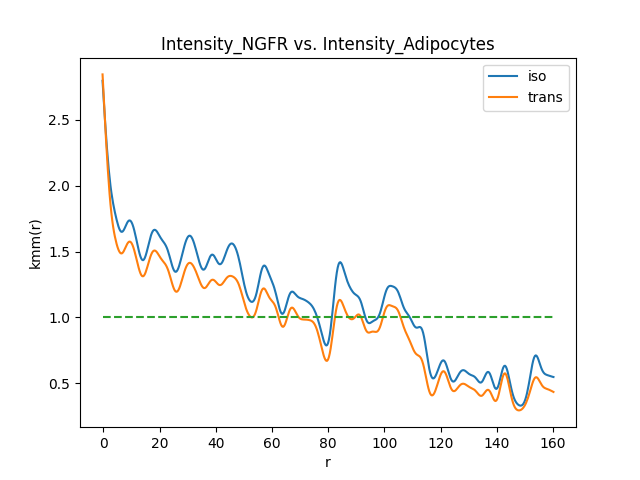 Intensity_NGFR vs. Intensity_Adipocytes
iso
trans
kmm(r)
2.5
2.0
1.5
1.0
0.5
0 20 40 60 80 100 120 140 160
r